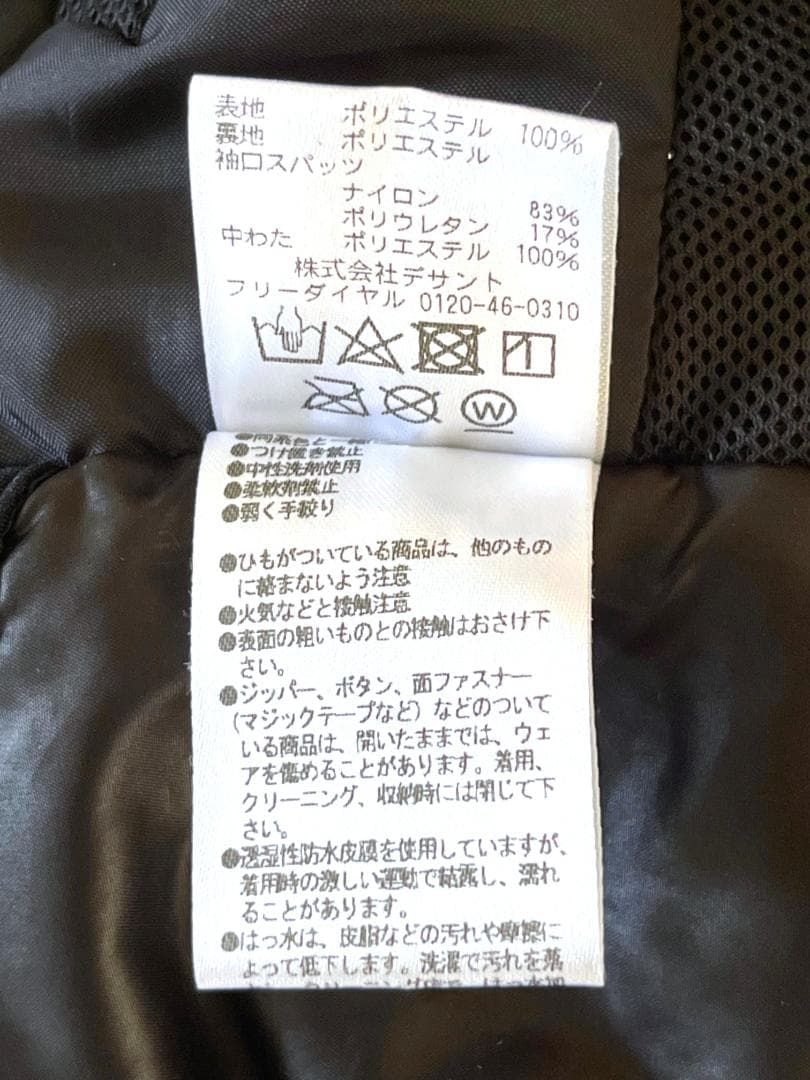 表地 ポリエステル 100%
裏地 ポリエステル
袖口スパッツ
ナイロン 83%
ポリウレタン 17%
中わた ポリエステル 100%
株式会社デサント
フリーダイヤル 0120-46-0310
W
●つけ置き禁止
●中性洗剤使用
●柔軟剤禁止
●弱く手絞り
●ひもがついている商品は、他のもの
に絡まないよう注意
●火気などと接触注意
●表面の粗いものとの接触はおさけ下
さい。
●ジッパー、ボタン、面ファスナー
(マジックテープなど)などのついて
いる商品は、開いたままでは、ウェ
アを傷めることがあります。着用、
クリーニング、収納時には閉じて下
さい。
●透湿性防水皮膜を使用していますが、
着用時の激しい運動で結露し、濡れ
ることがあります。
●はっ水は、皮脂などの汚れや摩擦に
よって低下します。洗濯で汚れを落